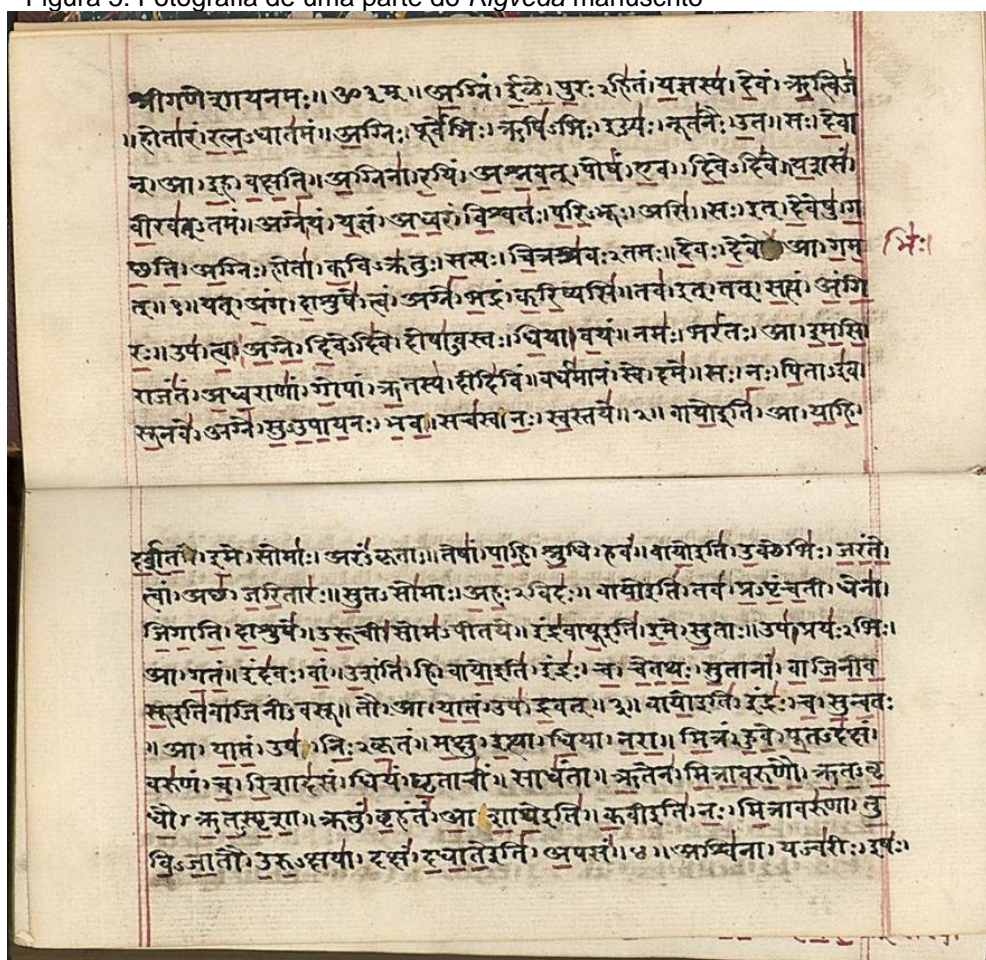 Figura 3. Fotografia de uma parte do Rigveda manuscrito
श्रीगणेशायनमः॥ॐ३म्॥अग्निं।ईळे।पुरःऽहितं।यज्ञस्य।देवं।ऋत्विजं
॥होतारं।रत्नऽधातमं॥अग्निः।पूर्वेभिः।ऋषिऽभिः।ईड्यः।नूतनैः।उत॥सः।देवा
न्।आ।इह।वक्षति॥अग्निना।रयिं।अश्नवत्।पोषं।एव।दिवेऽदिवे॥यशसं
वीरवत्ऽतमं॥अग्नेयं।यज्ञं।अध्वरं।विश्वतः।परिऽभूः।असि॥सः।इत्।देवेषु।ग
छति॥अग्निः।होता।कविऽक्रतुः।सत्यः।चित्रश्रवःऽतमः॥देवः।देवे आ।गम
भिः।
त्॥१॥यत्।अंग।दाशुषे।त्वं।अग्ने।भद्रं।करिष्यसि॥तव।इत्।तत्।सत्यं।अंगि
रः॥उप।त्वा।अग्ने।दिवेऽदिवे।दोषाऽवस्तः।धिया।वयं॥नमः।भरंतः।आ।इमसि
राजंतं।अध्वराणां।गोपां।ऋतस्य।दीदिविं॥वर्धमानं।स्वे।दमे॥सः।नः।पिताऽइव
सूनवे।अग्ने।सुऽउपायनः।भव॥सचस्व।नः।स्वस्तये॥२॥वायोइति।आ।याहि।
दर्शत।इमे।सोमाः।अरंऽकृताः॥तेषां।पाहि।श्रुधि।हवं॥वायोइति।उक्थेभिः।जरंते।
त्वां।अछ।जरितारः॥सुतऽसोमाः।अहःऽविदः॥वायोइति।तव।प्रऽपृंचती।धेना।
जिगाति।दाशुषे॥उरूची।सोमऽपीतये॥इंद्रवायूइति।इमे।सुताः॥उप।प्रयःऽभिः।
आ।गतं॥इंदवः।वां।उशंति।हि॥वायोइति।इंद्रः।च।चेतथः।सुतानां।वाजिनीव
सूइतिवाजिनीऽवसू॥तौ।आ।यातं।उप।द्रवत्॥३॥वायोइति।इंद्रः।च।सुन्वतः
॥आ।यातं।उप।निःऽकृतं॥मक्षु।इत्था।धिया।नरा॥मित्रं।हुवे।पूतऽदक्षं।
वरुणं।च।रिशादसं॥धियं।घृताचीं।साधंता॥ऋतेन।मित्रावरुणौ।ऋतऽवृ
धौ।ऋतऽस्पृशा॥क्रतुं।बृहंतं।आशाथेइति॥कवीइति।नः।मित्रावरुणा।तु
विऽजातौ।उरुऽक्षया॥दक्षं।दधातेइति।अपसं॥४॥अश्विना।यज्वरीः।इषः।